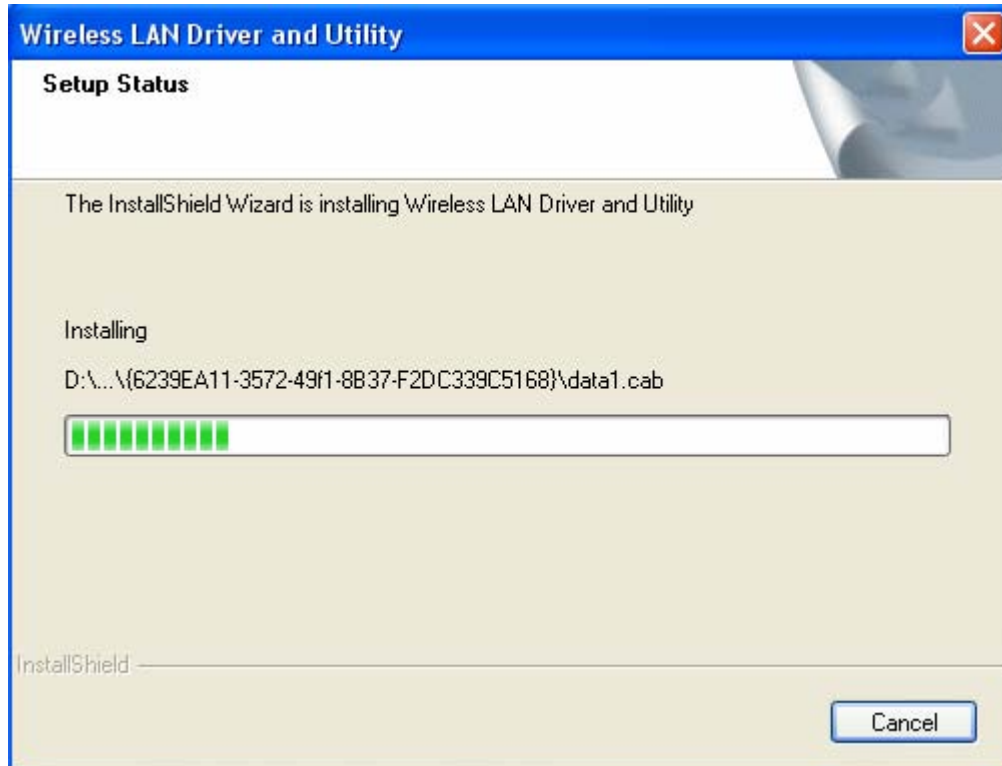 Wireless LAN Driver and Utility
Setup Status
The InstallShield Wizard is installing Wireless LAN Driver and Utility
Installing
D:\...\{6239EA11-3572-49f1-8B37-F2DC339C5168}\data1.cab
InstallShield
Cancel